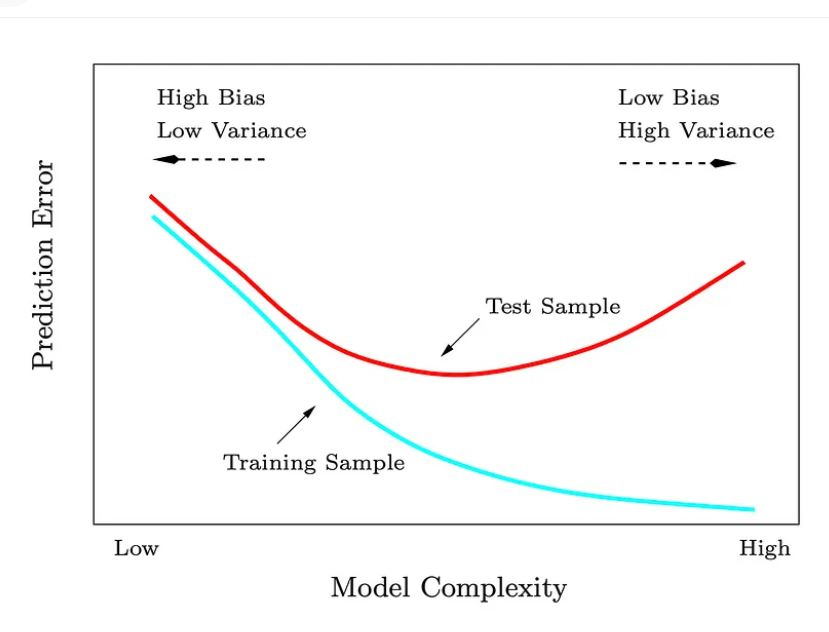 High Bias
Low Variance
Low Bias
High Variance
Prediction Error
Test Sample
Training Sample
Low
High
Model Complexity